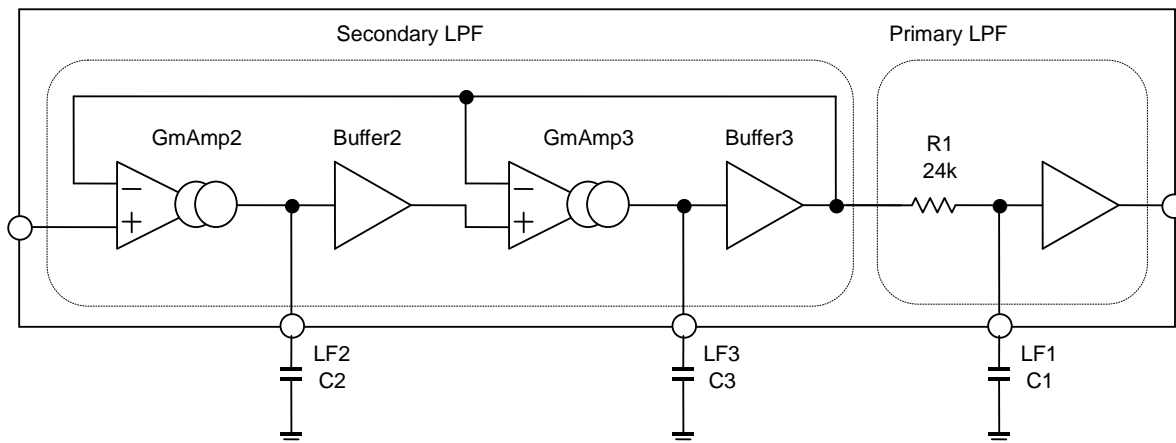 Secondary LPF
Primary LPF
GmAmp2
Buffer2
GmAmp3
Buffer3
R1
24k
−
+
−
+
LF2
C2
LF3
C3
LF1
C1